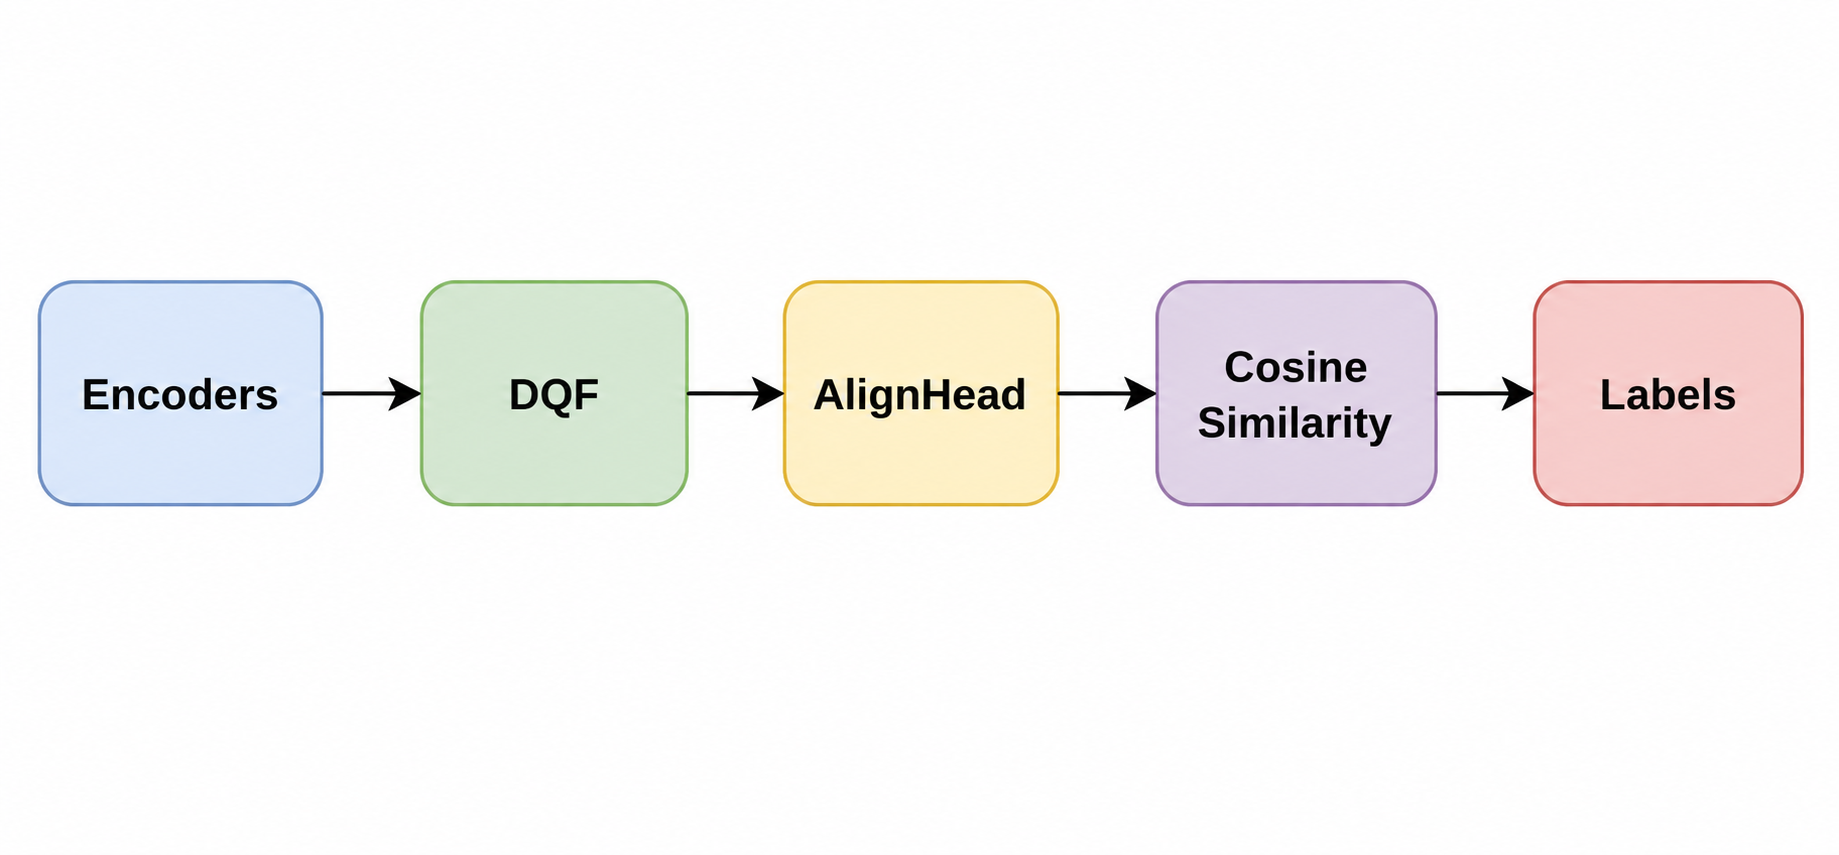 Encoders
DQF
AlignHead
Cosine
Similarity
Labels